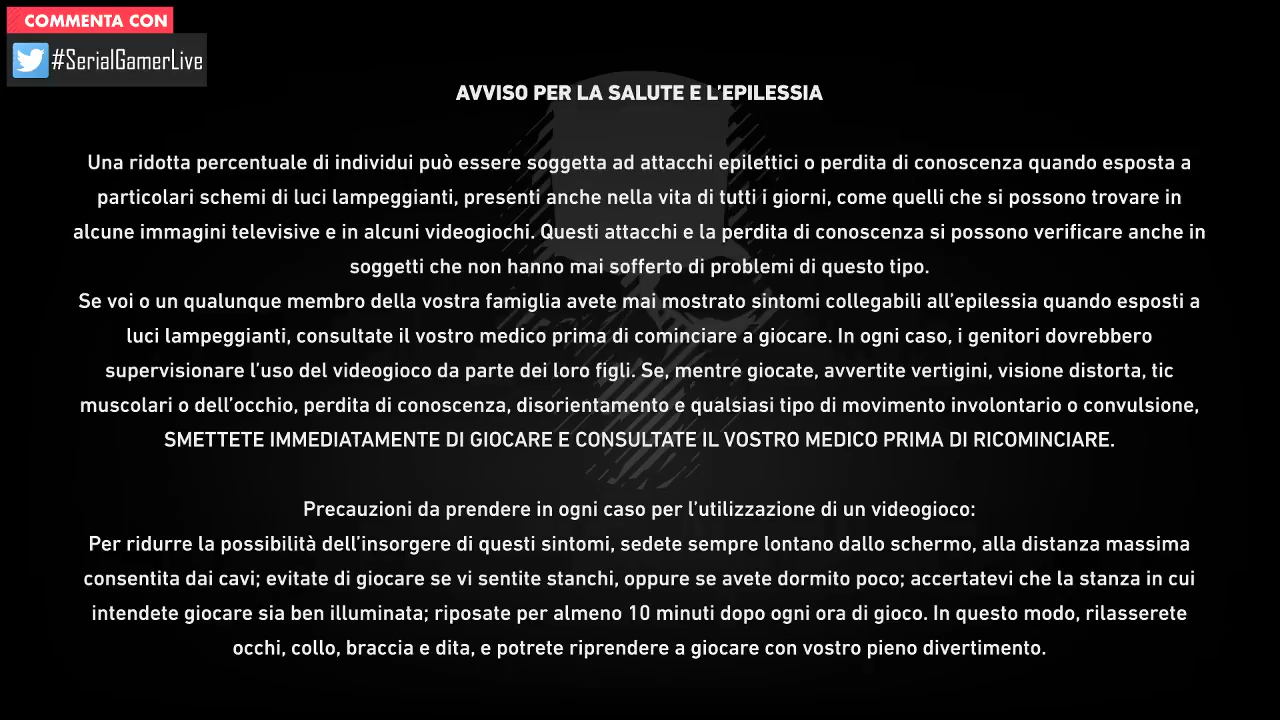 COMMENTA CON
#SerialGamerLive
AVVISO PER LA SALUTE E L'EPILESSIA
Una ridotta percentuale di individui può essere soggetta ad attacchi epilettici o perdita di conoscenza quando esposta a
particolari schemi di luci lampeggianti, presenti anche nella vita di tutti i giorni, come quelli che si possono trovare in
alcune immagini televisive e in alcuni videogiochi. Questi attacchi e la perdita di conoscenza si possono verificare anche in
soggetti che non hanno mai sofferto di problemi di questo tipo.
Se voi o un qualunque membro della vostra famiglia avete mai mostrato sintomi collegabili all'epilessia quando esposti a
luci lampeggianti, consultate il vostro medico prima di cominciare a giocare. In ogni caso, i genitori dovrebbero
supervisionare l'uso del videogioco da parte dei loro figli. Se, mentre giocate, avvertite vertigini, visione distorta, tic
muscolari o dell'occhio, perdita di conoscenza, disorientamento e qualsiasi tipo di movimento involontario o convulsione,
SMETTETE IMMEDIATAMENTE DI GIOCARE E CONSULTATE IL VOSTRO MEDICO PRIMA DI RICOMINCIARE.
Precauzioni da prendere in ogni caso per l'utilizzazione di un videogioco:
Per ridurre la possibilità dell'insorgere di questi sintomi, sedete sempre lontano dallo schermo, alla distanza massima
consentita dai cavi; evitate di giocare se vi sentite stanchi, oppure se avete dormito poco; accertatevi che la stanza in cui
intendete giocare sia ben illuminata; riposate per almeno 10 minuti dopo ogni ora di gioco. In questo modo, rilasserete
occhi, collo, braccia e dita, e potrete riprendere a giocare con vostro pieno divertimento.